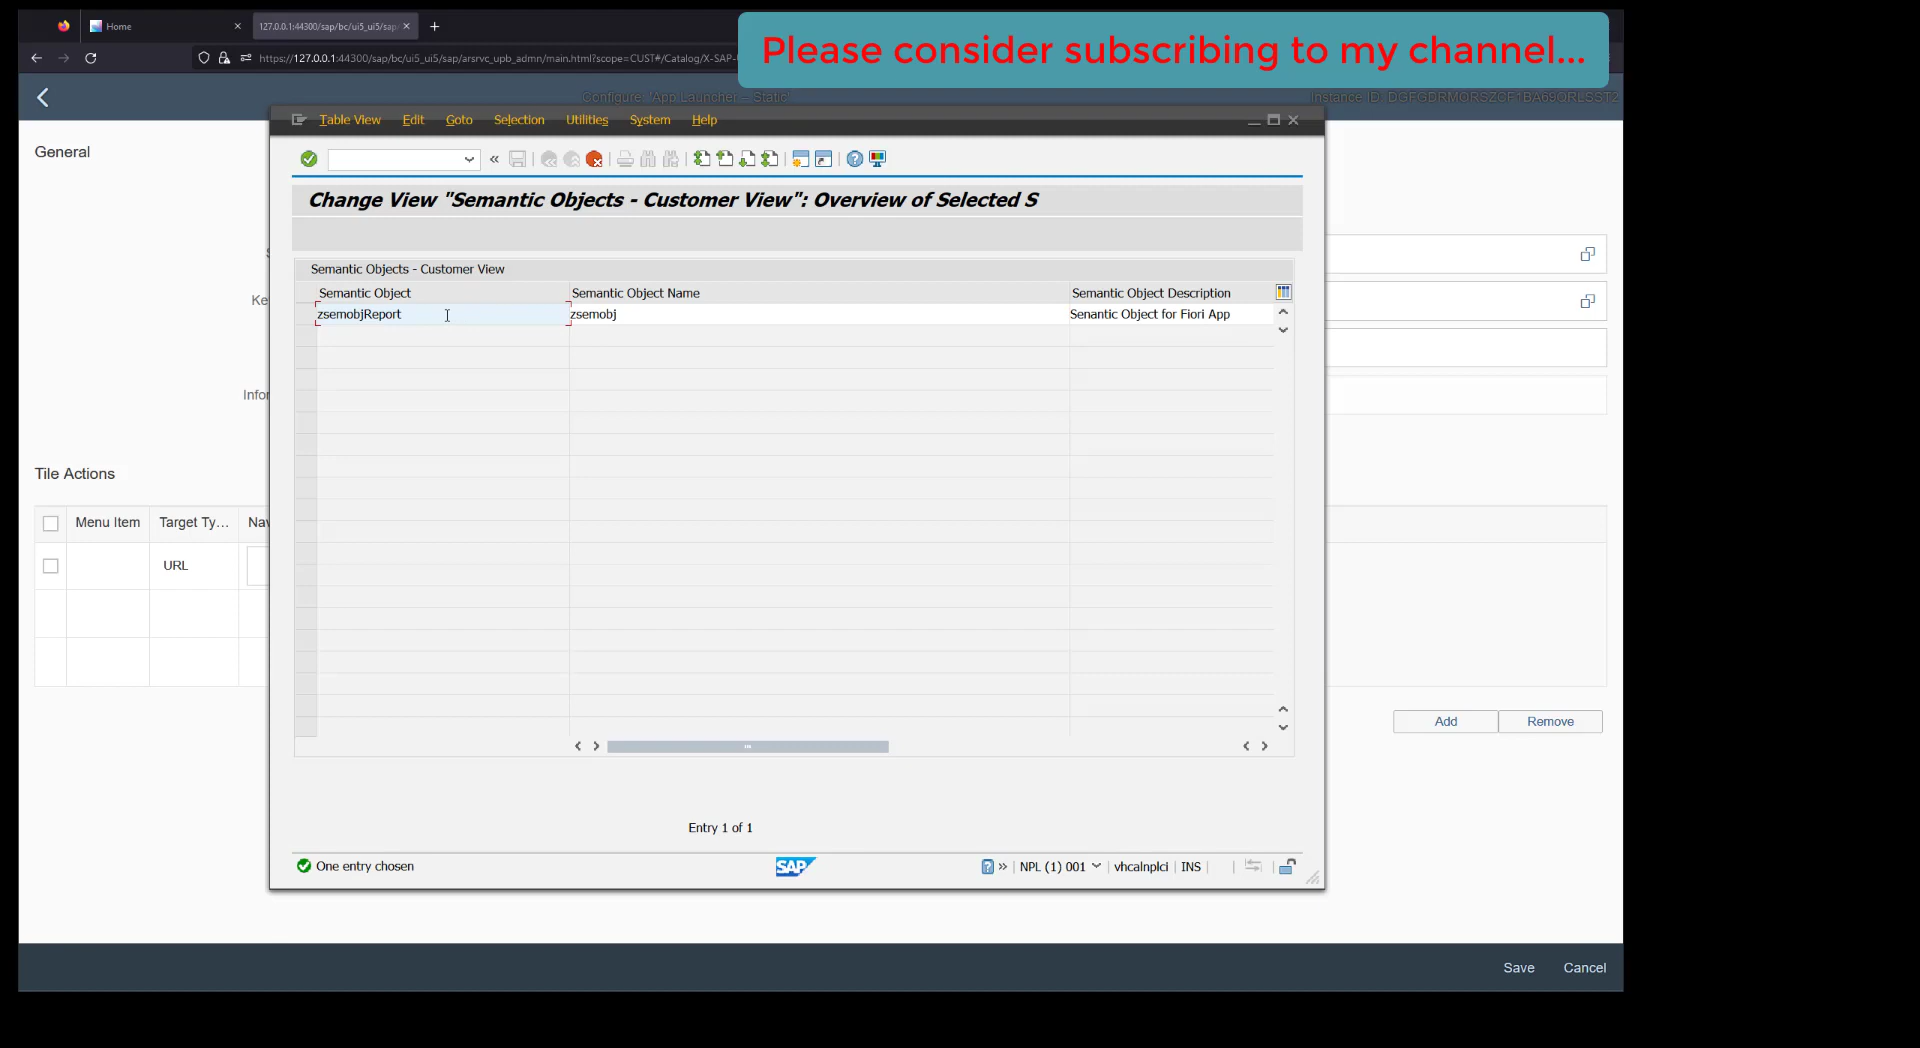 Home
127.0.0.1:44300/sap/bc/ui5_ui5/sap/
https://127.0.0.1:44300/sap/bc/ui5_ui5/sap/arsrvc_upb_admn/main.html?scope=CUST#/Catalog/X-SAP-
Please consider subscribing to my channel...
Configure: 'App Launcher – Static'
General
Table View Edit Goto Selection Utilities System Help
Change View "Semantic Objects - Customer View": Overview of Selected S
Semantic Objects - Customer View
Semantic Object Semantic Object Name Semantic Object Description
zsemobjReport zsemobj Senantic Object for Fiori App
Ke
Infor
Tile Actions
Menu Item Target Ty... Nav
URL
Add Remove
Entry 1 of 1
One entry chosen
SAP
NPL (1) 001 vhcalnplci INS
Save Cancel